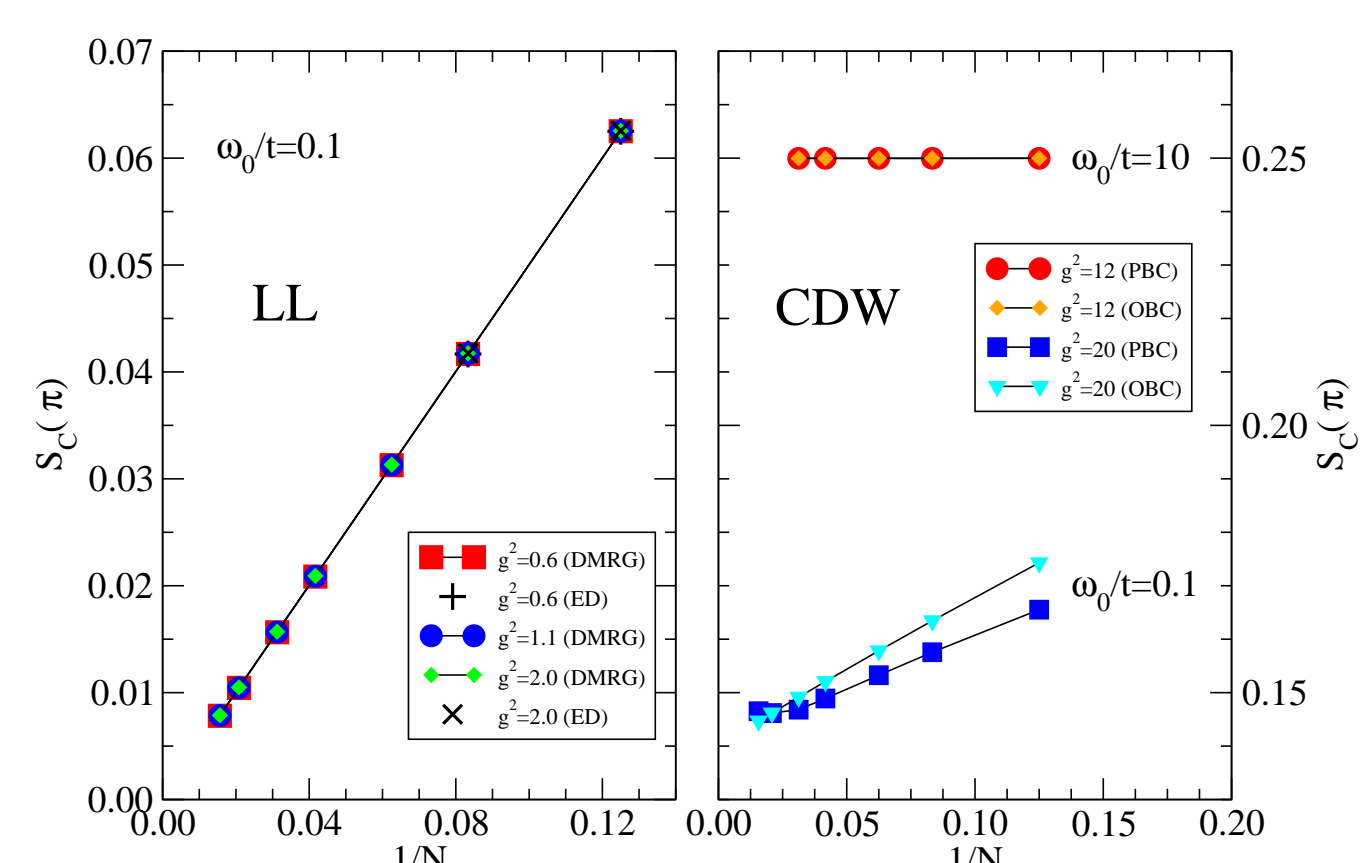 0.07
0.06
0.05
0.04
0.03
0.02
0.01
0.00
S_C(π)
ω_0/t=0.1
LL
g^2=0.6 (DMRG)
g^2=0.6 (ED)
g^2=1.1 (DMRG)
g^2=2.0 (DMRG)
g^2=2.0 (ED)
0.00 0.04 0.08 0.12
1/N
ω_0/t=10
CDW
g^2=12 (PBC)
g^2=12 (OBC)
g^2=20 (PBC)
g^2=20 (OBC)
ω_0/t=0.1
0.25
0.20
0.15
S_C(π)
0.00 0.05 0.10 0.15 0.20
1/N